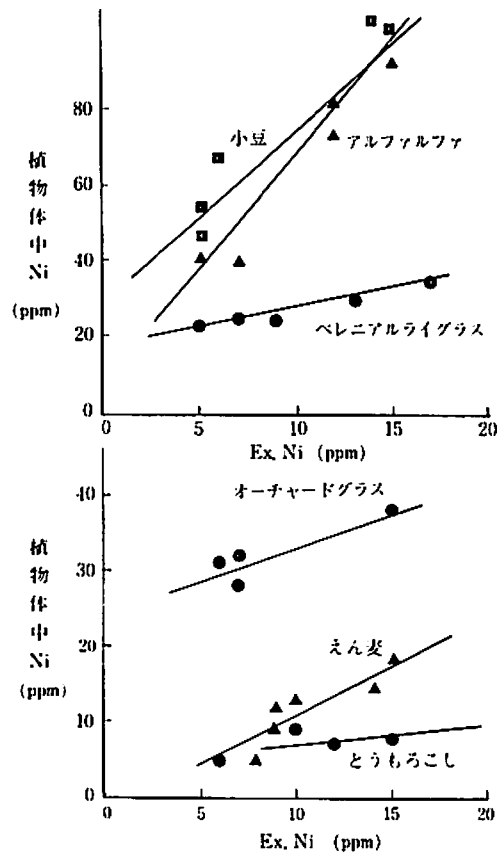 80
60
40
20
0
植
物
体
中
Ni
(ppm)
小豆
アルファルファ
ペレニアルライグラス
0 5 10 15 20
Ex. Ni (ppm)
40
30
20
10
0
植
物
体
中
Ni
(ppm)
オーチャードグラス
えん麦
とうもろこし
0 5 10 15 20
Ex. Ni (ppm)